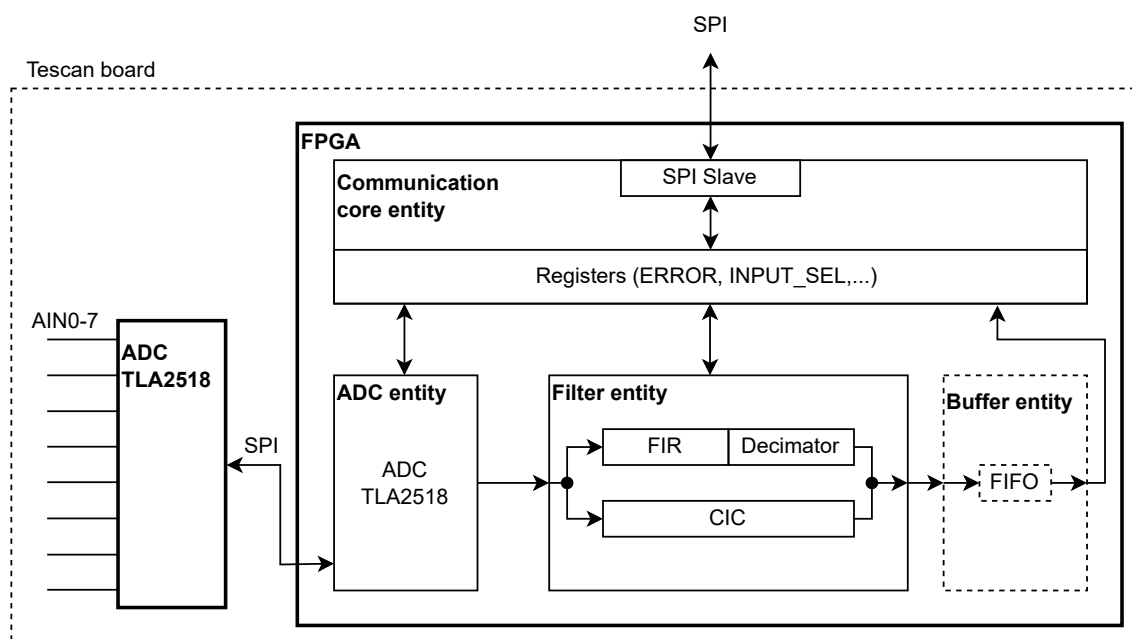 SPI
Tescan board
FPGA
SPI Slave
Communication
core entity
Registers (ERROR, INPUT_SEL,...)
AIN0-7
ADC
TLA2518
SPI
ADC entity
ADC
TLA2518
Filter entity
FIR
Decimator
CIC
Buffer entity
FIFO